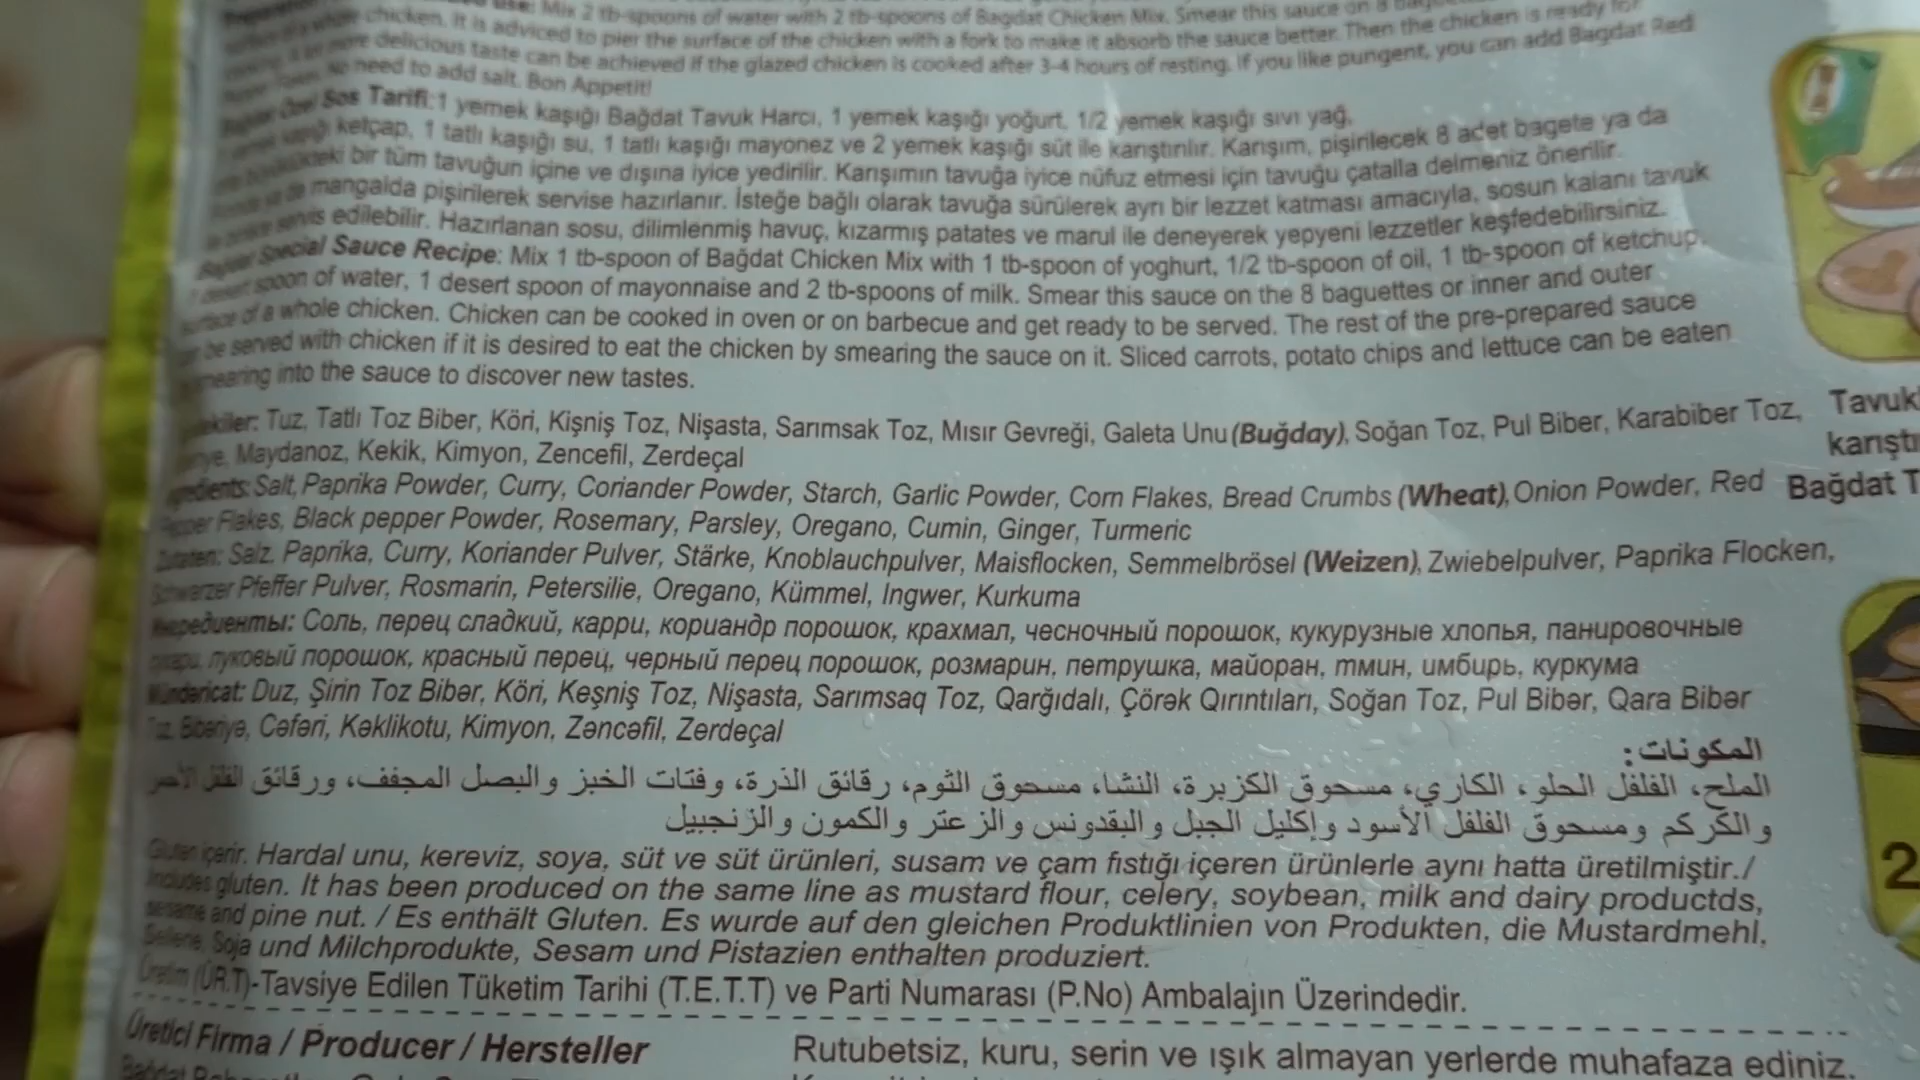 use: Mix 2 tb-spoons of water with 2 tb-spoons of Bagdat Chicken Mix. Smear this sauce on 8
chicken. It is adviced to pier the surface of the chicken with a fork to make it absorb the sauce better. Then the chicken is ready for
more delicious taste can be achieved if the glazed chicken is cooked after 3-4 hours of resting. If you like pungent, you can add Bagdat Red
No need to add salt. Bon Appetit!
Sos Tarifi:1 yemek kaşığı Bağdat Tavuk Harcı, 1 yemek kaşığı yoğurt, 1/2 yemek kaşığı sıvı yağ,
ketçap, 1 tatlı kaşığı su, 1 tatlı kaşığı mayonez ve 2 yemek kaşığı süt ile karıştırılır. Karışım, pişirilecek 8 adet bagete ya da
bir tüm tavuğun içine ve dışına iyice yedirilir. Karışımın tavuğa iyice nüfuz etmesi için tavuğu çatalla delmeniz önerilir.
mangalda pişirilerek servise hazırlanır. İsteğe bağlı olarak tavuğa sürülerek ayrı bir lezzet katması amacıyla, sosun kalanı tavuk
servis edilebilir. Hazırlanan sosu, dilimlenmiş havuç, kızarmış patates ve marul ile deneyerek yepyeni lezzetler keşfedebilirsiniz.
Special Sauce Recipe: Mix 1 tb-spoon of Bağdat Chicken Mix with 1 tb-spoon of yoghurt, 1/2 tb-spoon of oil, 1 tb-spoon of ketchup,
1 desert spoon of water, 1 desert spoon of mayonnaise and 2 tb-spoons of milk. Smear this sauce on the 8 baguettes or inner and outer
surface of a whole chicken. Chicken can be cooked in oven or on barbecue and get ready to be served. The rest of the pre-prepared sauce
be served with chicken if it is desired to eat the chicken by smearing the sauce on it. Sliced carrots, potato chips and lettuce can be eaten
smearing into the sauce to discover new tastes.
Tuz, Tatlı Toz Biber, Köri, Kişniş Toz, Nişasta, Sarımsak Toz, Mısır Gevreği, Galeta Unu (Buğday), Soğan Toz, Pul Biber, Karabiber Toz,
Maydanoz, Kekik, Kimyon, Zencefil, Zerdeçal
Ingredients: Salt, Paprika Powder, Curry, Coriander Powder, Starch, Garlic Powder, Corn Flakes, Bread Crumbs (Wheat), Onion Powder, Red
Pepper Flakes, Black pepper Powder, Rosemary, Parsley, Oregano, Cumin, Ginger, Turmeric
Zutaten: Salz, Paprika, Curry, Koriander Pulver, Stärke, Knoblauchpulver, Maisflocken, Semmelbrösel (Weizen), Zwiebelpulver, Paprika Flocken,
Schwarzer Pfeffer Pulver, Rosmarin, Petersilie, Oregano, Kümmel, Ingwer, Kurkuma
Соль, перец сладкий, карри, кориандр порошок, крахмал, чесночный порошок, кукурузные хлопья, панировочные
луковый порошок, красный перец, черный перец порошок, розмарин, петрушка, майоран, тмин, имбирь, куркума
Mündericat: Duz, Şirin Toz Bibər, Köri, Keşniş Toz, Nişasta, Sarımsaq Toz, Qarğıdalı, Çörək Qırıntıları, Soğan Toz, Pul Bibər, Qara Bibər
Toz, Biberiye, Cəfəri, Kəklikotu, Kimyon, Zəncəfil, Zerdeçal
المكونات:
الملح، الفلفل الحلو، الكاري، مسحوق الكزبرة، النشا، مسحوق الثوم، رقائق الذرة، وفتات الخبز والبصل المجفف، ورقائق الفلفل الأحمر
والكركم ومسحوق الفلفل الأسود وإكليل الجبل والبقدونس والزعتر والكمون والزنجبيل
Gluten içerir. Hardal unu, kereviz, soya, süt ve süt ürünleri, susam ve çam fıstığı içeren ürünlerle aynı hatta üretilmiştir./
Includes gluten. It has been produced on the same line as mustard flour, celery, soybean, milk and dairy productds,
sesame and pine nut. / Es enthält Gluten. Es wurde auf den gleichen Produktlinien von Produkten, die Mustardmehl,
Sellerie, Soja und Milchprodukte, Sesam und Pistazien enthalten produziert.
Üretim (ÜR.T)-Tavsiye Edilen Tüketim Tarihi (T.E.T.T) ve Parti Numarası (P.No) Ambalajın Üzerindedir.
Üretici Firma / Producer / Hersteller
Rutubetsiz, kuru, serin ve ışık almayan yerlerde muhafaza ediniz.
Bağdat
2